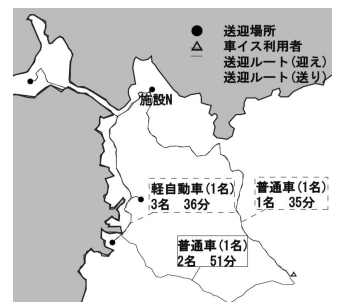 送迎場所
車イス利用者
送迎ルート(迎え)
送迎ルート(送り)
施設N
軽自動車(1名)
3名 36分
普通車(1名)
1名 35分
普通車(1名)
2名 51分